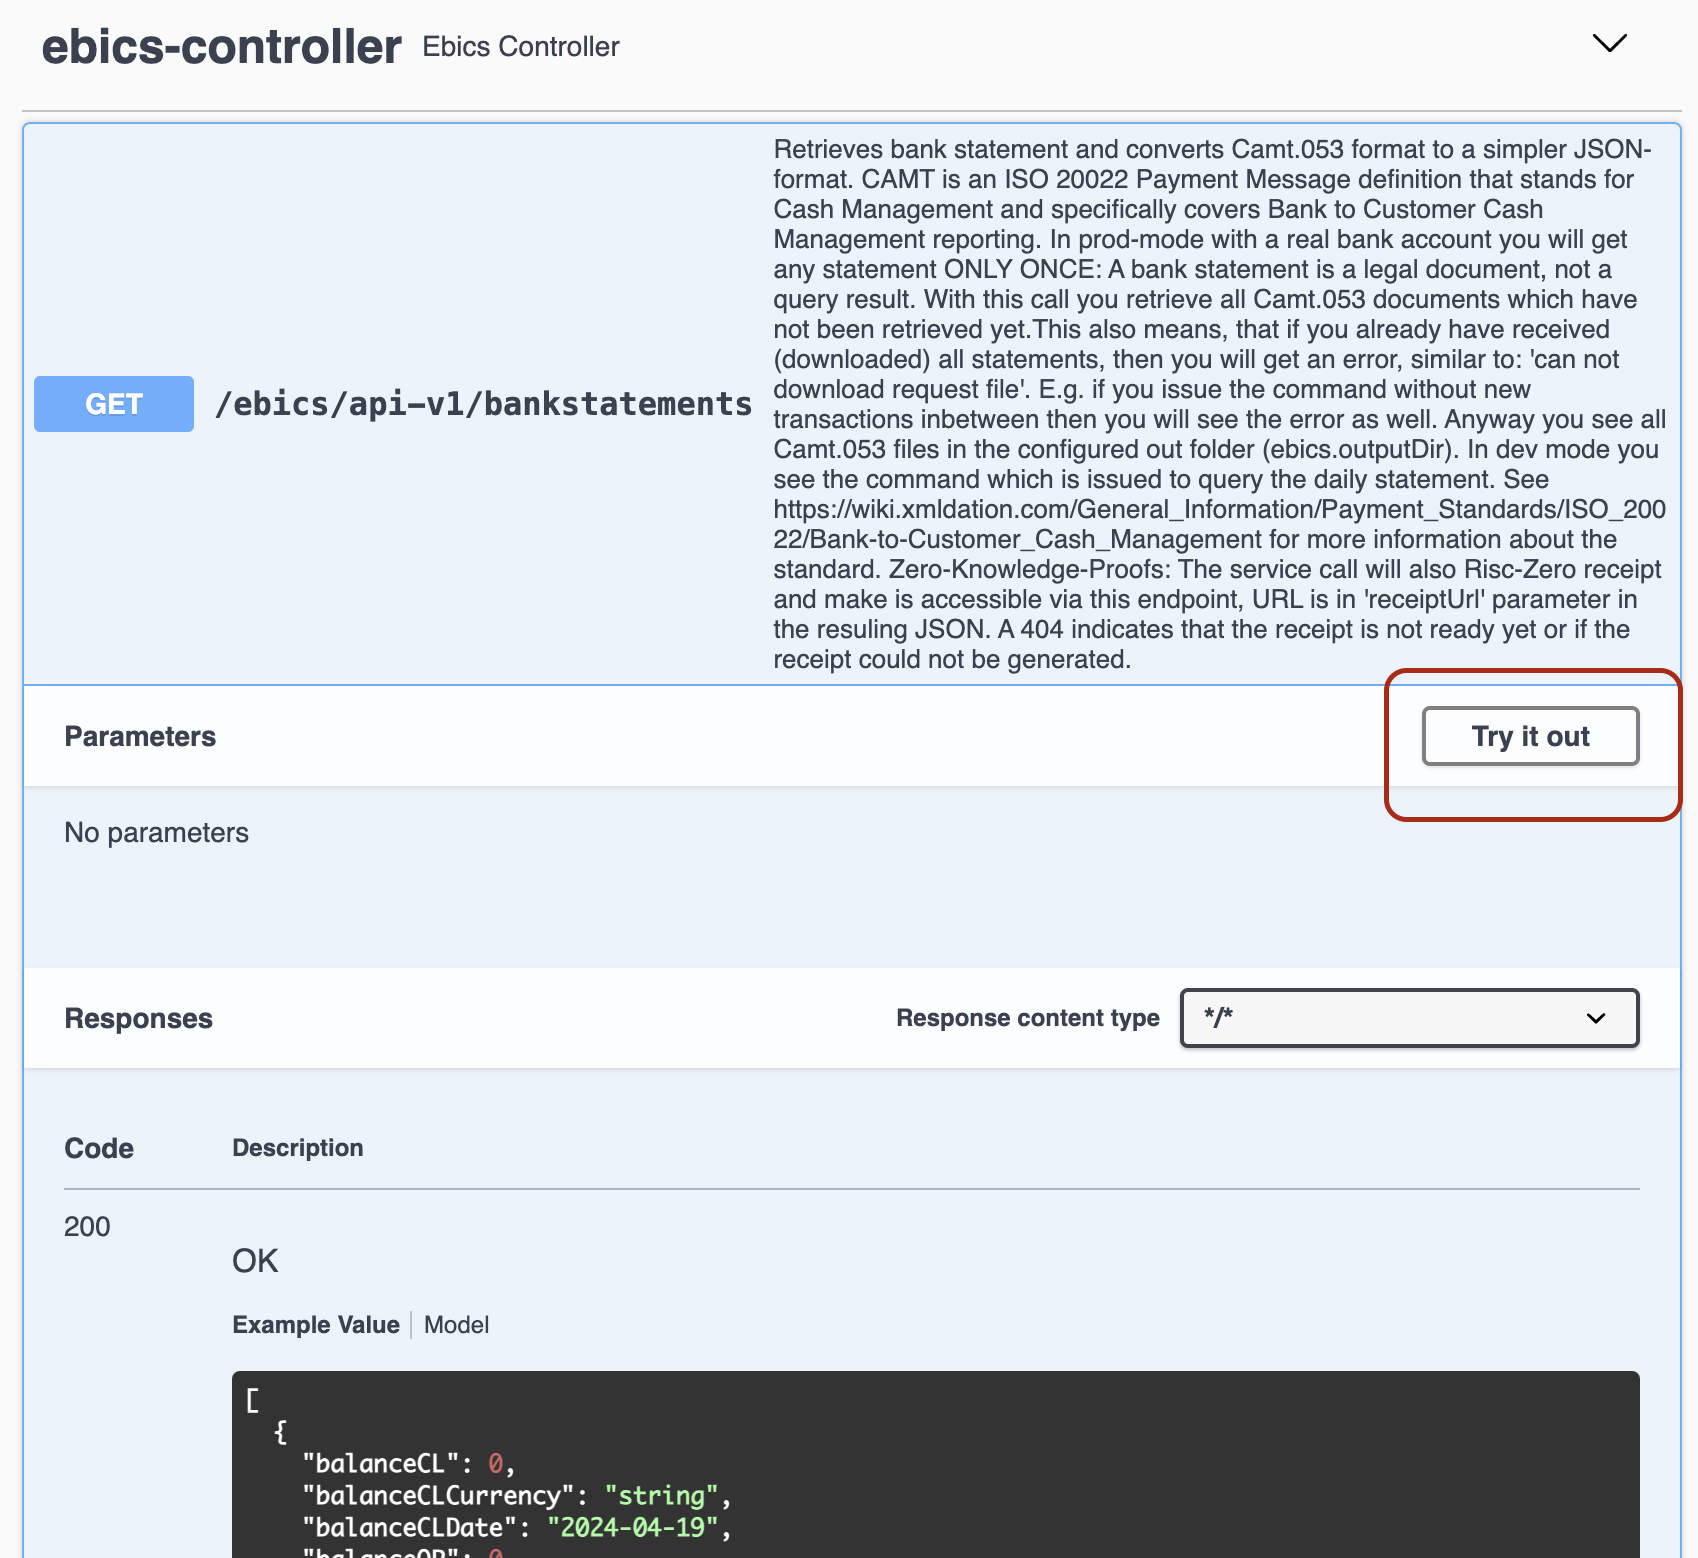 ebics-controller Ebics Controller
Retrieves bank statement and converts Camt.053 format to a simpler JSON-
format. CAMT is an ISO 20022 Payment Message definition that stands for
Cash Management and specifically covers Bank to Customer Cash
Management reporting. In prod-mode with a real bank account you will get
any statement ONLY ONCE: A bank statement is a legal document, not a
query result. With this call you retrieve all Camt.053 documents which have
not been retrieved yet.This also means, that if you already have received
(downloaded) all statements, then you will get an error, similar to: 'can not
download request file'. E.g. if you issue the command without new
GET /ebics/api-v1/bankstatements
transactions inbetween then you will see the error as well. Anyway you see all
Camt.053 files in the configured out folder (ebics.outputDir). In dev mode you
see the command which is issued to query the daily statement. See
https://wiki.xmldation.com/General_Information/Payment_Standards/ISO_200
22/Bank-to-Customer_Cash_Management for more information about the
standard. Zero-Knowledge-Proofs: The service call will also Risc-Zero receipt
and make is accessible via this endpoint, URL is in 'receiptUrl' parameter in
the resuling JSON. A 404 indicates that the receipt is not ready yet or if the
receipt could not be generated.
Parameters Try it out
No parameters
Responses Response content type */*
Code Description
200
OK
Example Value Model
[
{
"balanceCL": 0,
"balanceCLCurrency": "string",
"balanceCLDate": "2024-04-19",